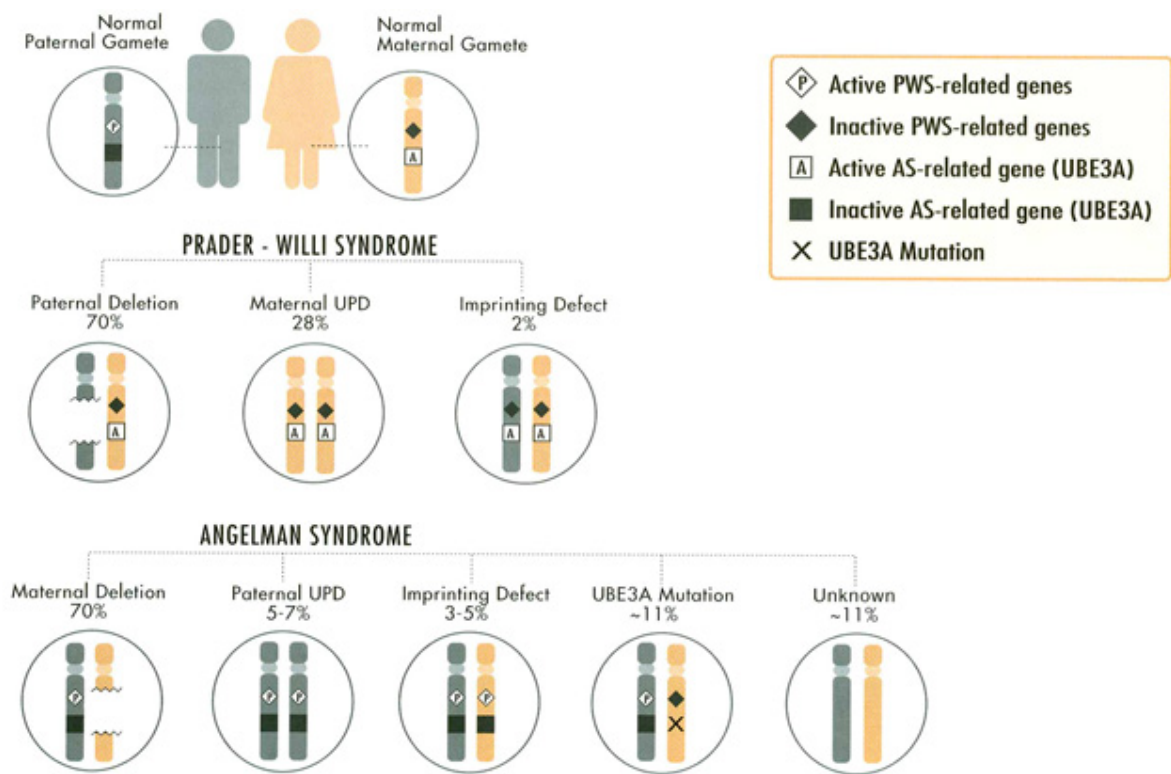 Normal
Paternal Gamete
Normal
Maternal Gamete
P
A
P Active PWS-related genes
Inactive PWS-related genes
A Active AS-related gene (UBE3A)
Inactive AS-related gene (UBE3A)
X UBE3A Mutation
PRADER - WILLI SYNDROME
Paternal Deletion
70%
Maternal UPD
28%
Imprinting Defect
2%
A
A A
A A
ANGELMAN SYNDROME
Maternal Deletion
70%
Paternal UPD
5-7%
Imprinting Defect
3-5%
UBE3A Mutation
~11%
Unknown
~11%
P
P P
P P
P
X